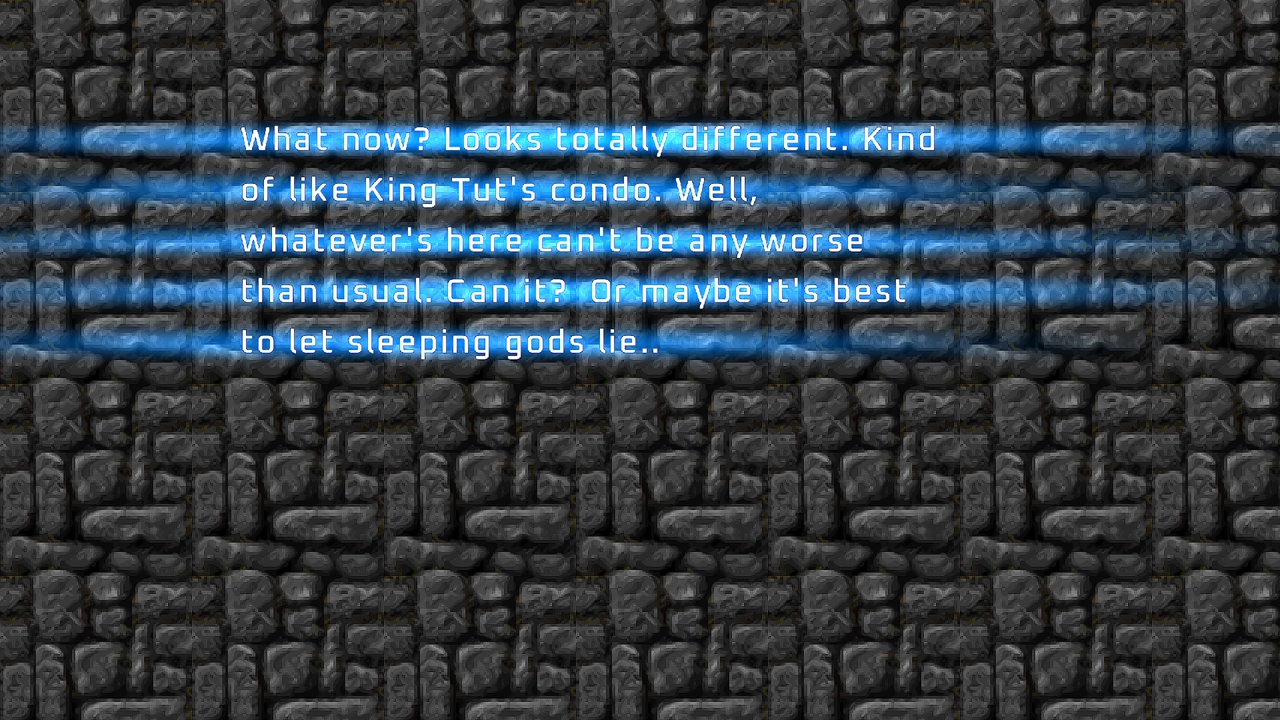 What now? Looks totally different. Kind
of like King Tut's condo. Well,
whatever's here can't be any worse
than usual. Can it?  Or maybe it's best
to let sleeping gods lie..